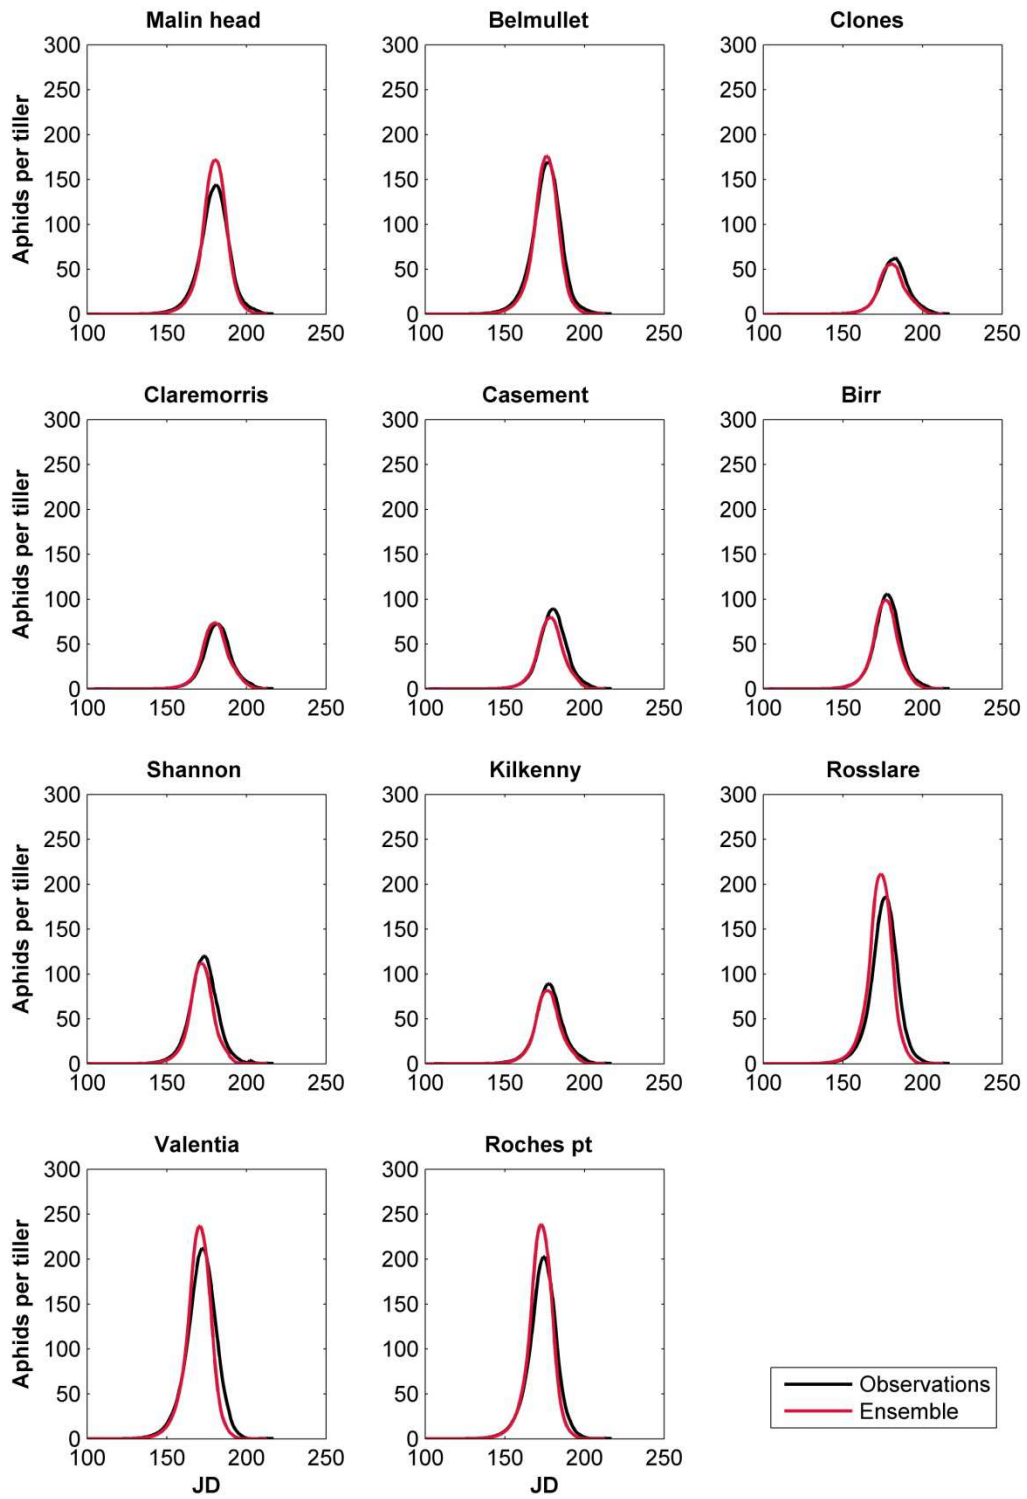 Malin head Belmullet Clones
300 300 300
250 250 250
200 200 200
150 150 150
100 100 100
50 50 50
0 0 0
100 150 200 250 100 150 200 250 100 150 200 250
Aphids per tiller
Claremorris Casement Birr
300 300 300
250 250 250
200 200 200
150 150 150
100 100 100
50 50 50
0 0 0
100 150 200 250 100 150 200 250 100 150 200 250
Aphids per tiller
Shannon Kilkenny Rosslare
300 300 300
250 250 250
200 200 200
150 150 150
100 100 100
50 50 50
0 0 0
100 150 200 250 100 150 200 250 100 150 200 250
Aphids per tiller
Valentia Roches pt
300 300
250 250
200 200
150 150
100 100
50 50
0 0
100 150 200 250 100 150 200 250
Aphids per tiller
JD JD
Observations
Ensemble